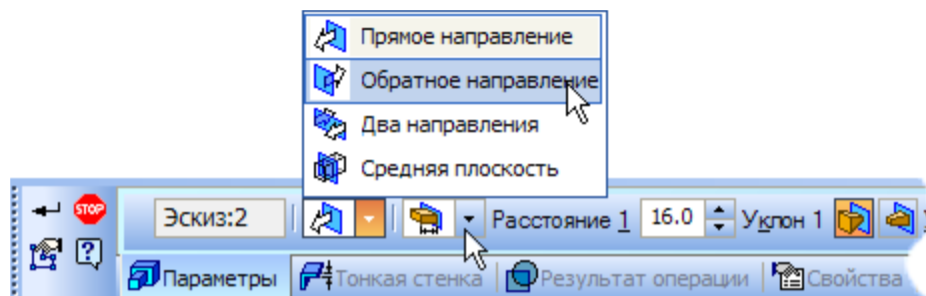 Прямое направление
Обратное направление
Два направления
Средняя плоскость
STOP Эскиз:2 Расстояние 1 16.0 Уклон 1
Параметры Тонкая стенка Результат операции Свойства